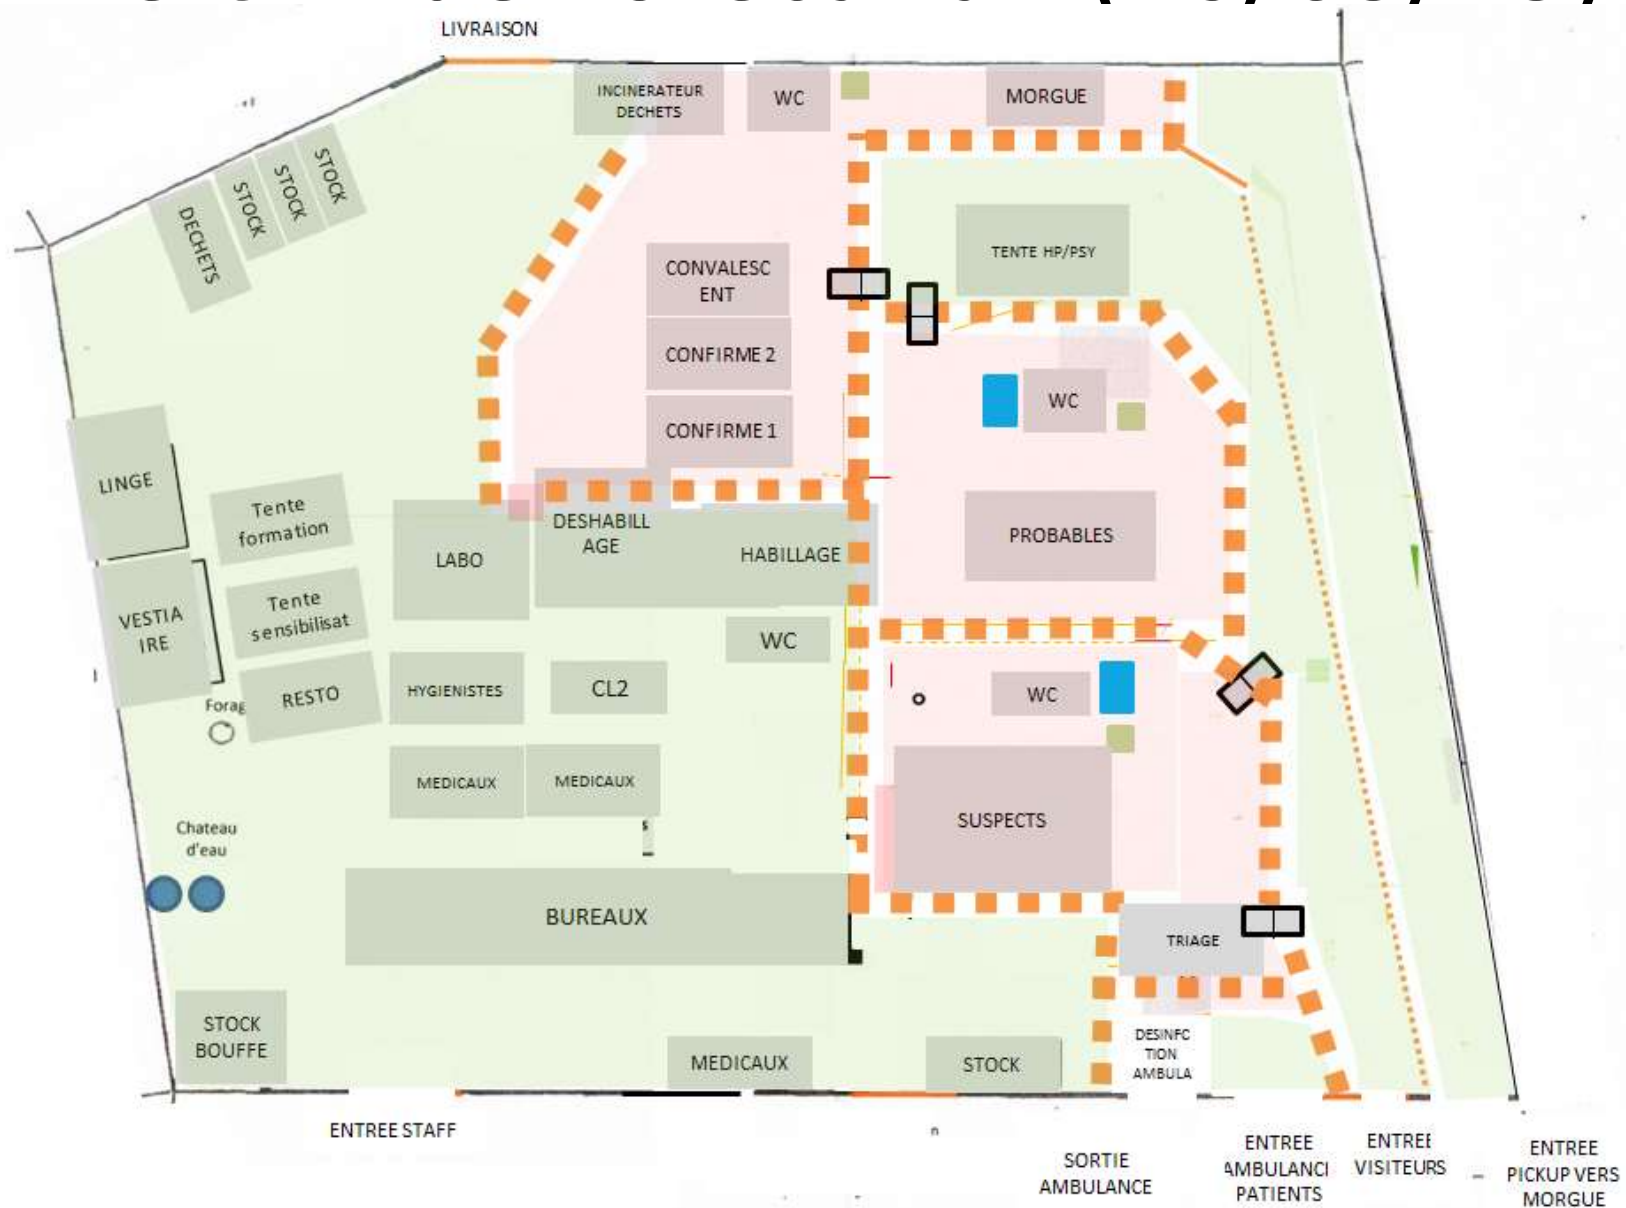 LIVRAISON
INCINERATEUR
DECHETS
WC
MORGUE
STOCK
STOCK
STOCK
DECHETS
TENTE HP/PSY
CONVALESC
ENT
CONFIRME 2
CONFIRME 1
WC
LINGE
Tente
formation
LABO
DESHABILL
AGE
HABILLAGE
PROBABLES
VESTIA
IRE
Tente
sensibilisat
WC
RESTO
HYGIENISTES
CL2
WC
Forag
MEDICAUX
MEDICAUX
SUSPECTS
Chateau
d'eau
BUREAUX
TRIAGE
STOCK
BOUFFE
MEDICAUX
STOCK
DESINFC
TION
AMBULA
ENTREE STAFF
SORTIE
AMBULANCE
ENTREE
AMBULANCI
PATIENTS
ENTREE
VISITEURS
ENTREE
PICKUP VERS
MORGUE